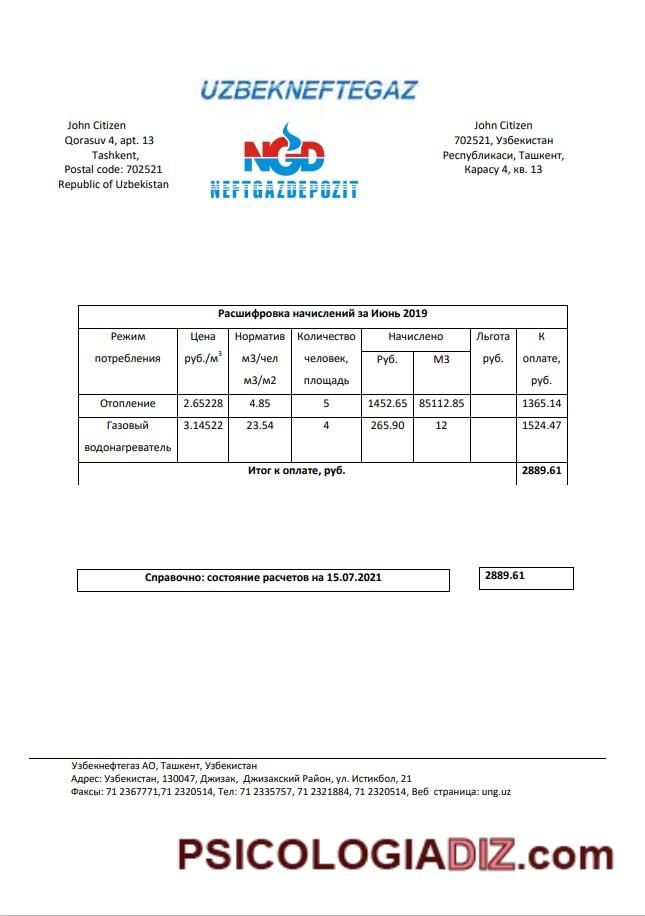 UZBEKNEFTEGAZ
John Citizen
Qorasuv 4, apt. 13
Tashkent,
Postal code: 702521
Republic of Uzbekistan
NGD
NEFTGAZDEPOZIT
John Citizen
702521, Узбекистан
Республикаси, Ташкент,
Карасу 4, кв. 13
Расшифровка начислений за Июнь 2019
Режим потребления Цена руб./м³ Норматив м3/чел м3/м2 Количество человек, площадь Начислено Льгота руб. К оплате, руб.
Руб. М3
Отопление 2.65228 4.85 5 1452.65 85112.85 1365.14
Газовый водонагреватель 3.14522 23.54 4 265.90 12 1524.47
Итог к оплате, руб. 2889.61
Справочно: состояние расчетов на 15.07.2021 2889.61
Узбекнефтегаз АО, Ташкент, Узбекистан
Адрес: Узбекистан, 130047, Джизак, Джизакский Район, ул. Истикбол, 21
Факсы: 71 2367771,71 2320514, Тел: 71 2335757, 71 2321884, 71 2320514, Веб страница: ung.uz
PSICOLOGIADIZ.com